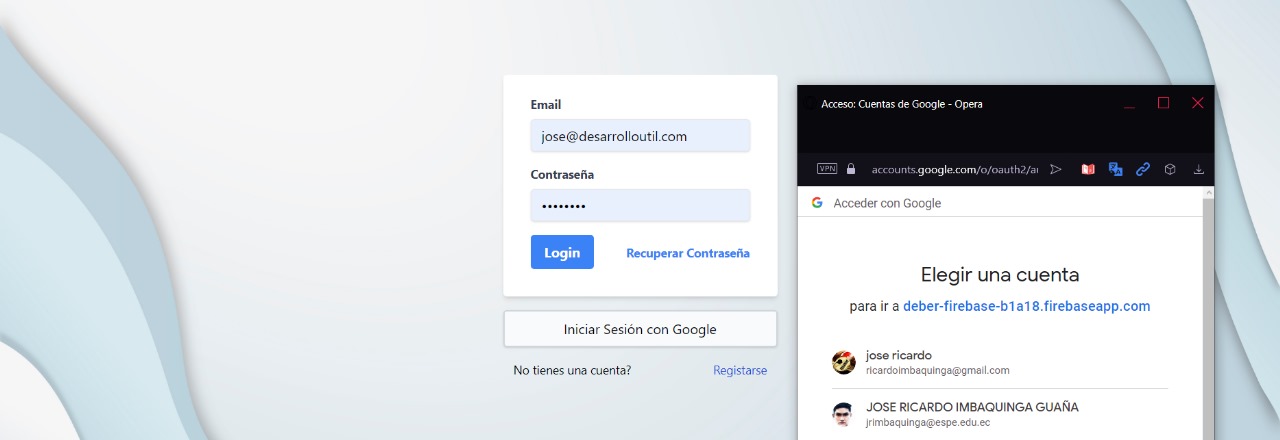 Email
jose@desarrolloutil.com
Contraseña
••••••••
Login
Recuperar Contraseña
Iniciar Sesión con Google
No tienes una cuenta?
Registarse
Acceso: Cuentas de Google - Opera
VPN
accounts.google.com/o/oauth2/a
Acceder con Google
Elegir una cuenta
para ir a deber-firebase-b1a18.firebaseapp.com
jose ricardo
ricardoimbaquinga@gmail.com
JOSE RICARDO IMBAQUINGA GUAÑA
jrimbaquinga@espe.edu.ec